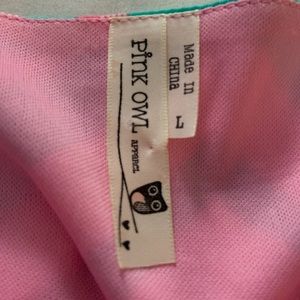 PINK OWL
APPAREL
MADE IN
CHINA
L